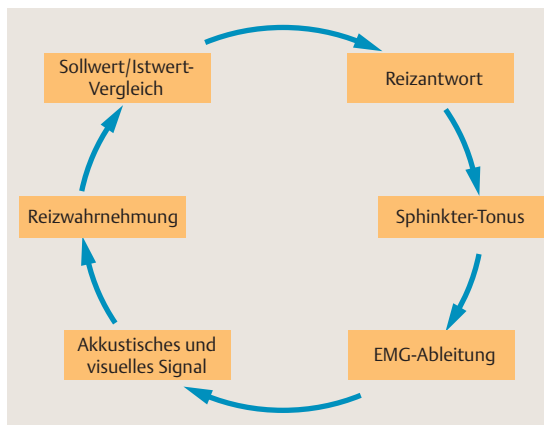 Sollwert/Istwert-
Vergleich
Reizantwort
Sphinkter-Tonus
EMG-Ableitung
Akkustisches und
visuelles Signal
Reizwahrnehmung